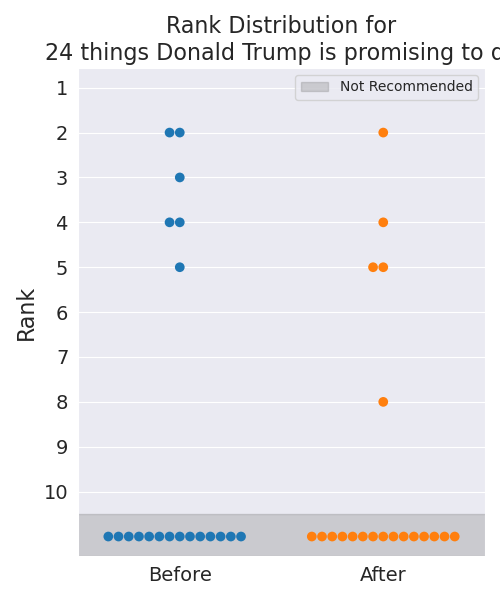 Rank Distribution for
24 things Donald Trump is promising to
Not Recommended
1
2
3
4
5
6
7
8
9
10
Rank
Before
After